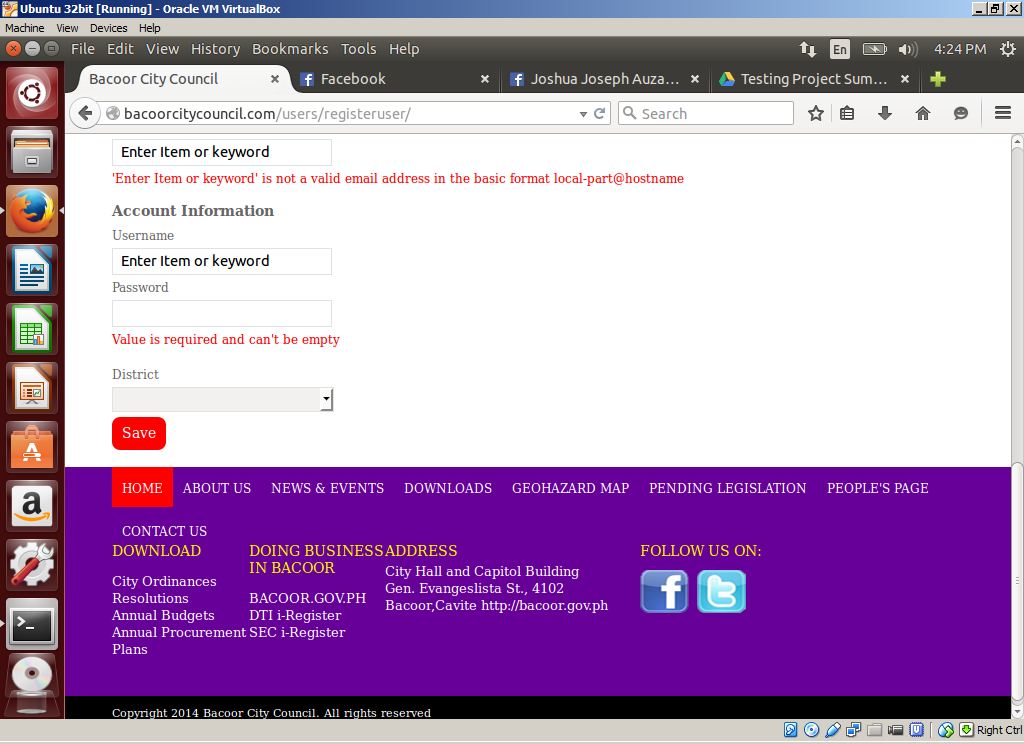 Ubuntu 32bit [Running] - Oracle VM VirtualBox
Machine View Devices Help
File Edit View History Bookmarks Tools Help
En
4:24 PM
Bacoor City Council
Facebook
Joshua Joseph Auza...
Testing Project Sum...
bacoorcitycouncil.com/users/registeruser/
Search
Enter Item or keyword
'Enter Item or keyword' is not a valid email address in the basic format local-part@hostname
Account Information
Username
Enter Item or keyword
Password
Value is required and can't be empty
District
Save
HOME ABOUT US NEWS & EVENTS DOWNLOADS GEOHAZARD MAP PENDING LEGISLATION PEOPLE'S PAGE
CONTACT US
DOWNLOAD
City Ordinances
Resolutions
Annual Budgets
Annual Procurement
Plans
DOING BUSINESS
IN BACOOR
BACOOR.GOV.PH
DTI i-Register
SEC i-Register
ADDRESS
City Hall and Capitol Building
Gen. Evangeslista St., 4102
Bacoor,Cavite http://bacoor.gov.ph
FOLLOW US ON:
Copyright 2014 Bacoor City Council. All rights reserved
Right Ctrl